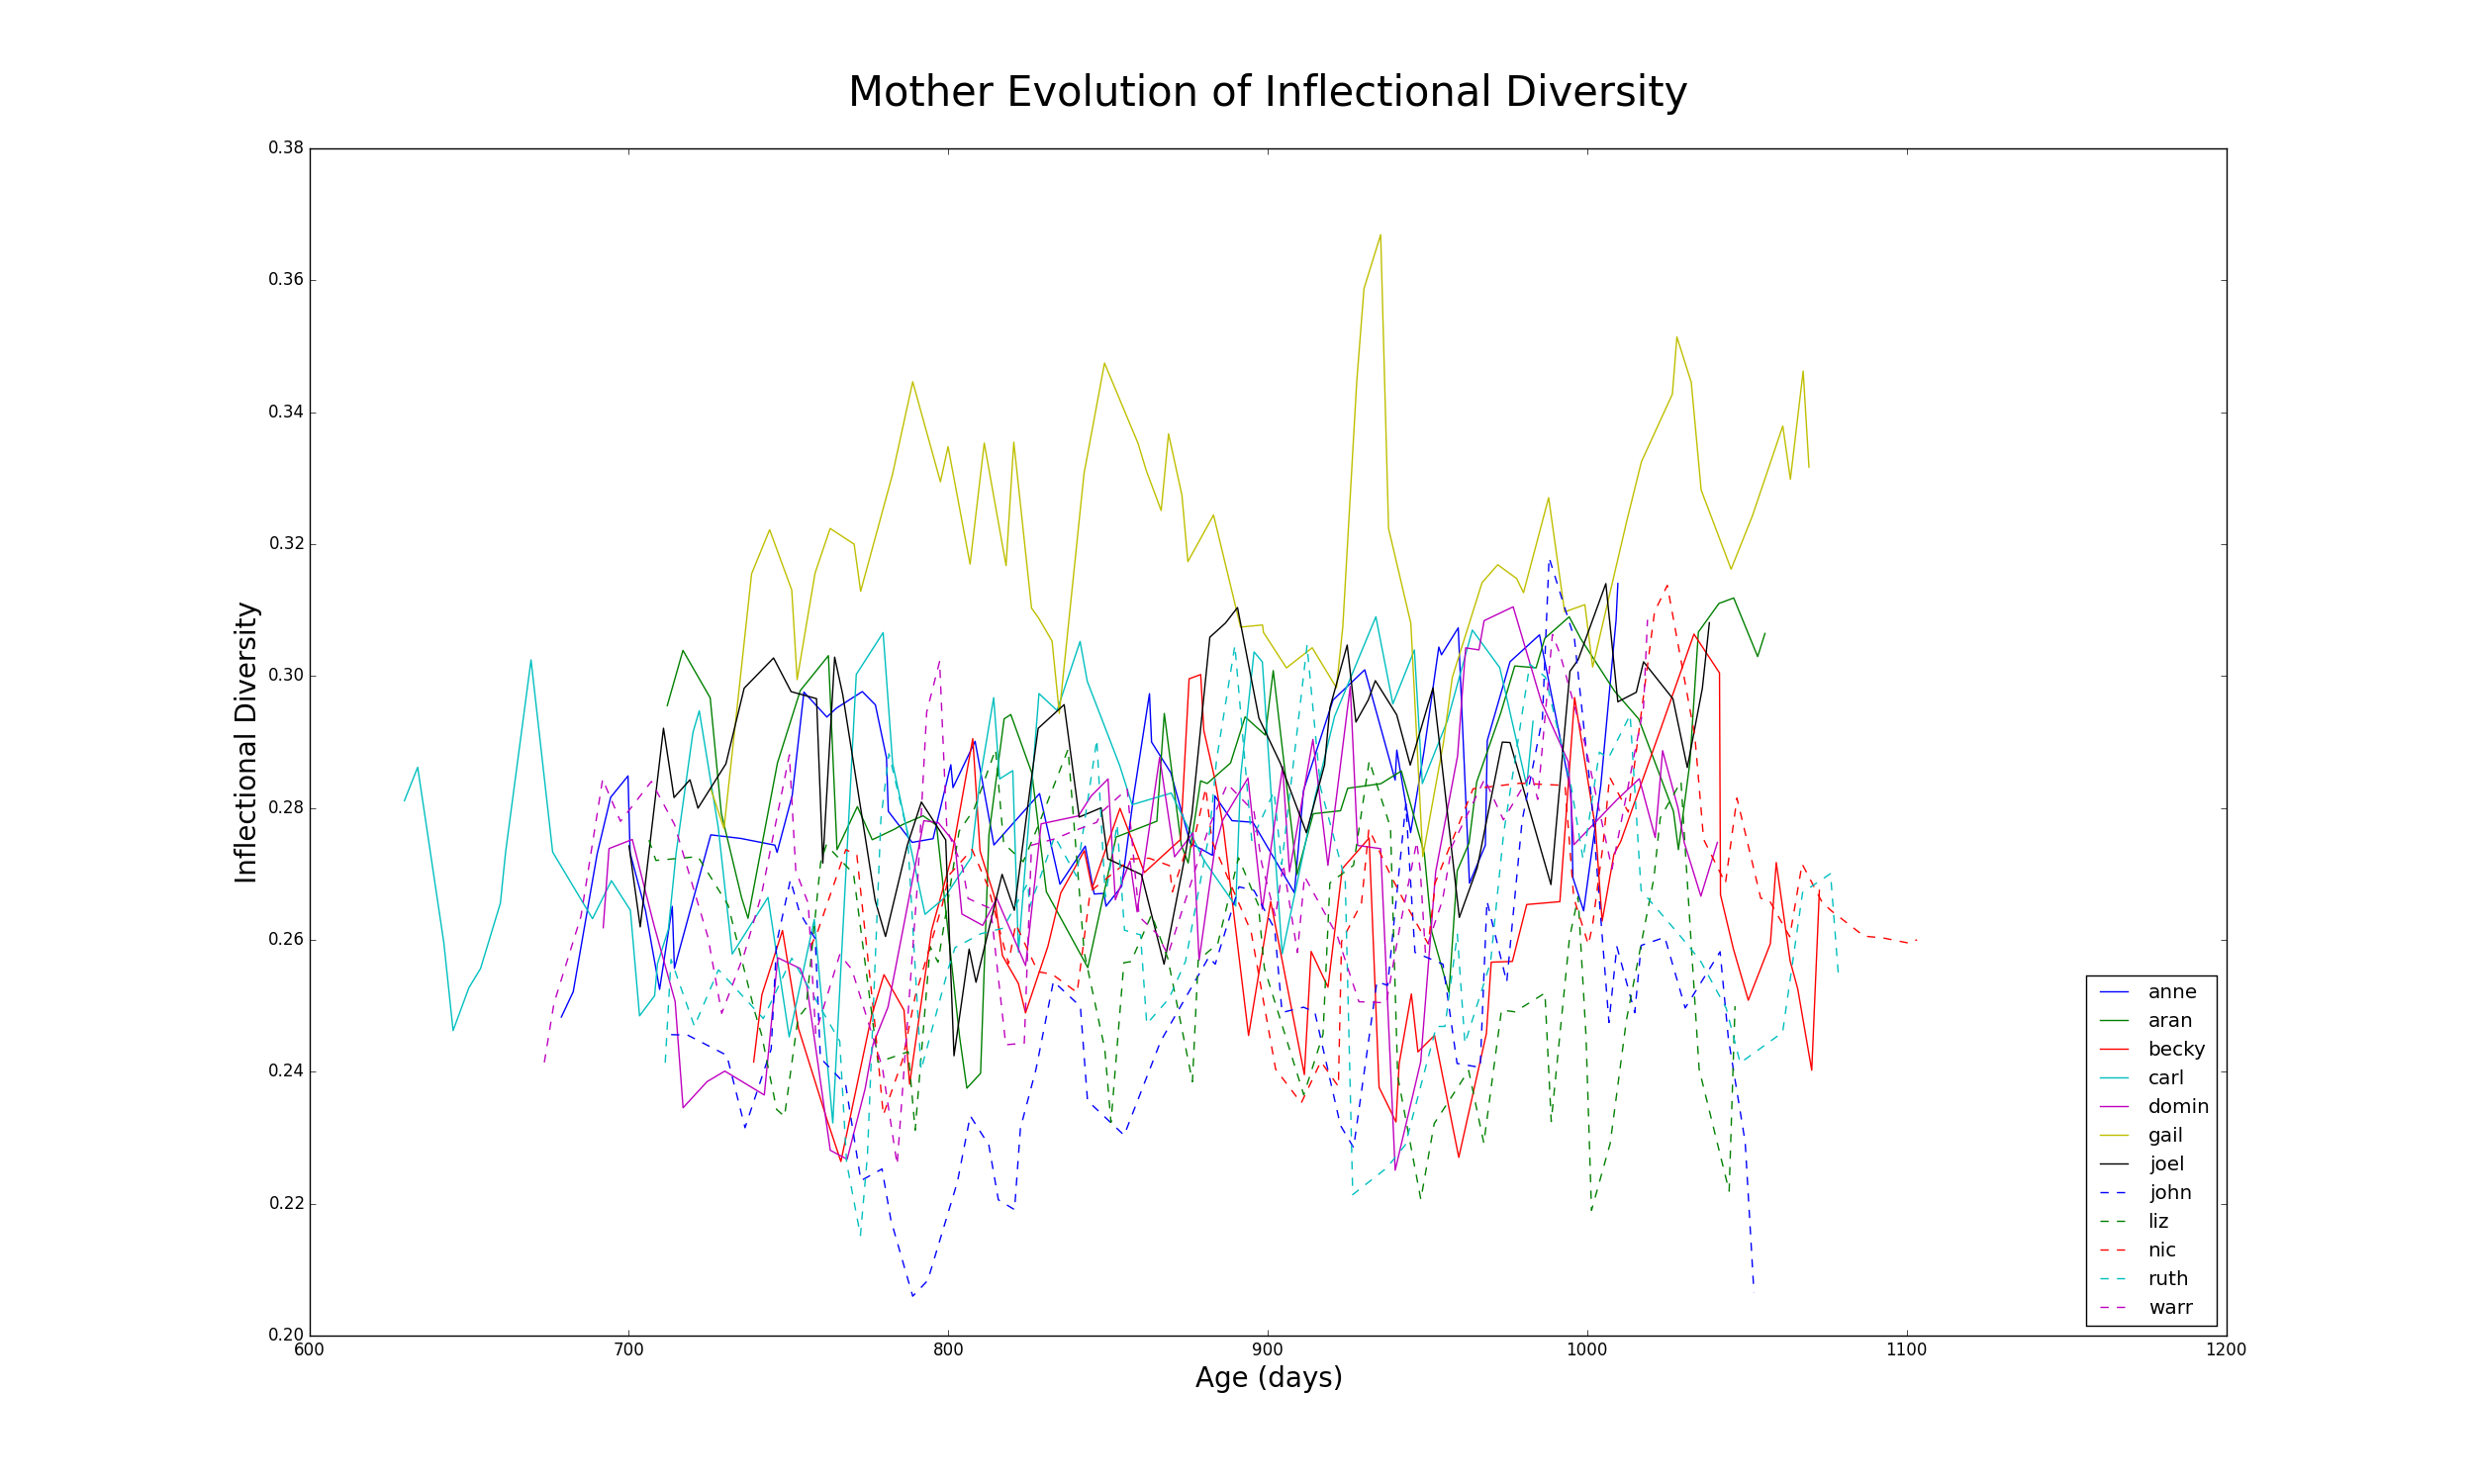 Mother Evolution of Inflectional Diversity
0.38
0.36
0.34
0.32
0.30
0.28
0.26
0.24
0.22
0.20
Inflectional Diversity
600 700 800 900 1000 1100 1200
Age (days)
anne
aran
becky
carl
domin
gail
joel
john
liz
nic
ruth
warr